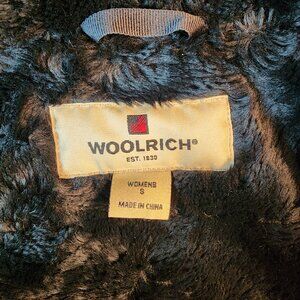 WOOLRICH®
EST. 1830
WOMENS
S
MADE IN CHINA